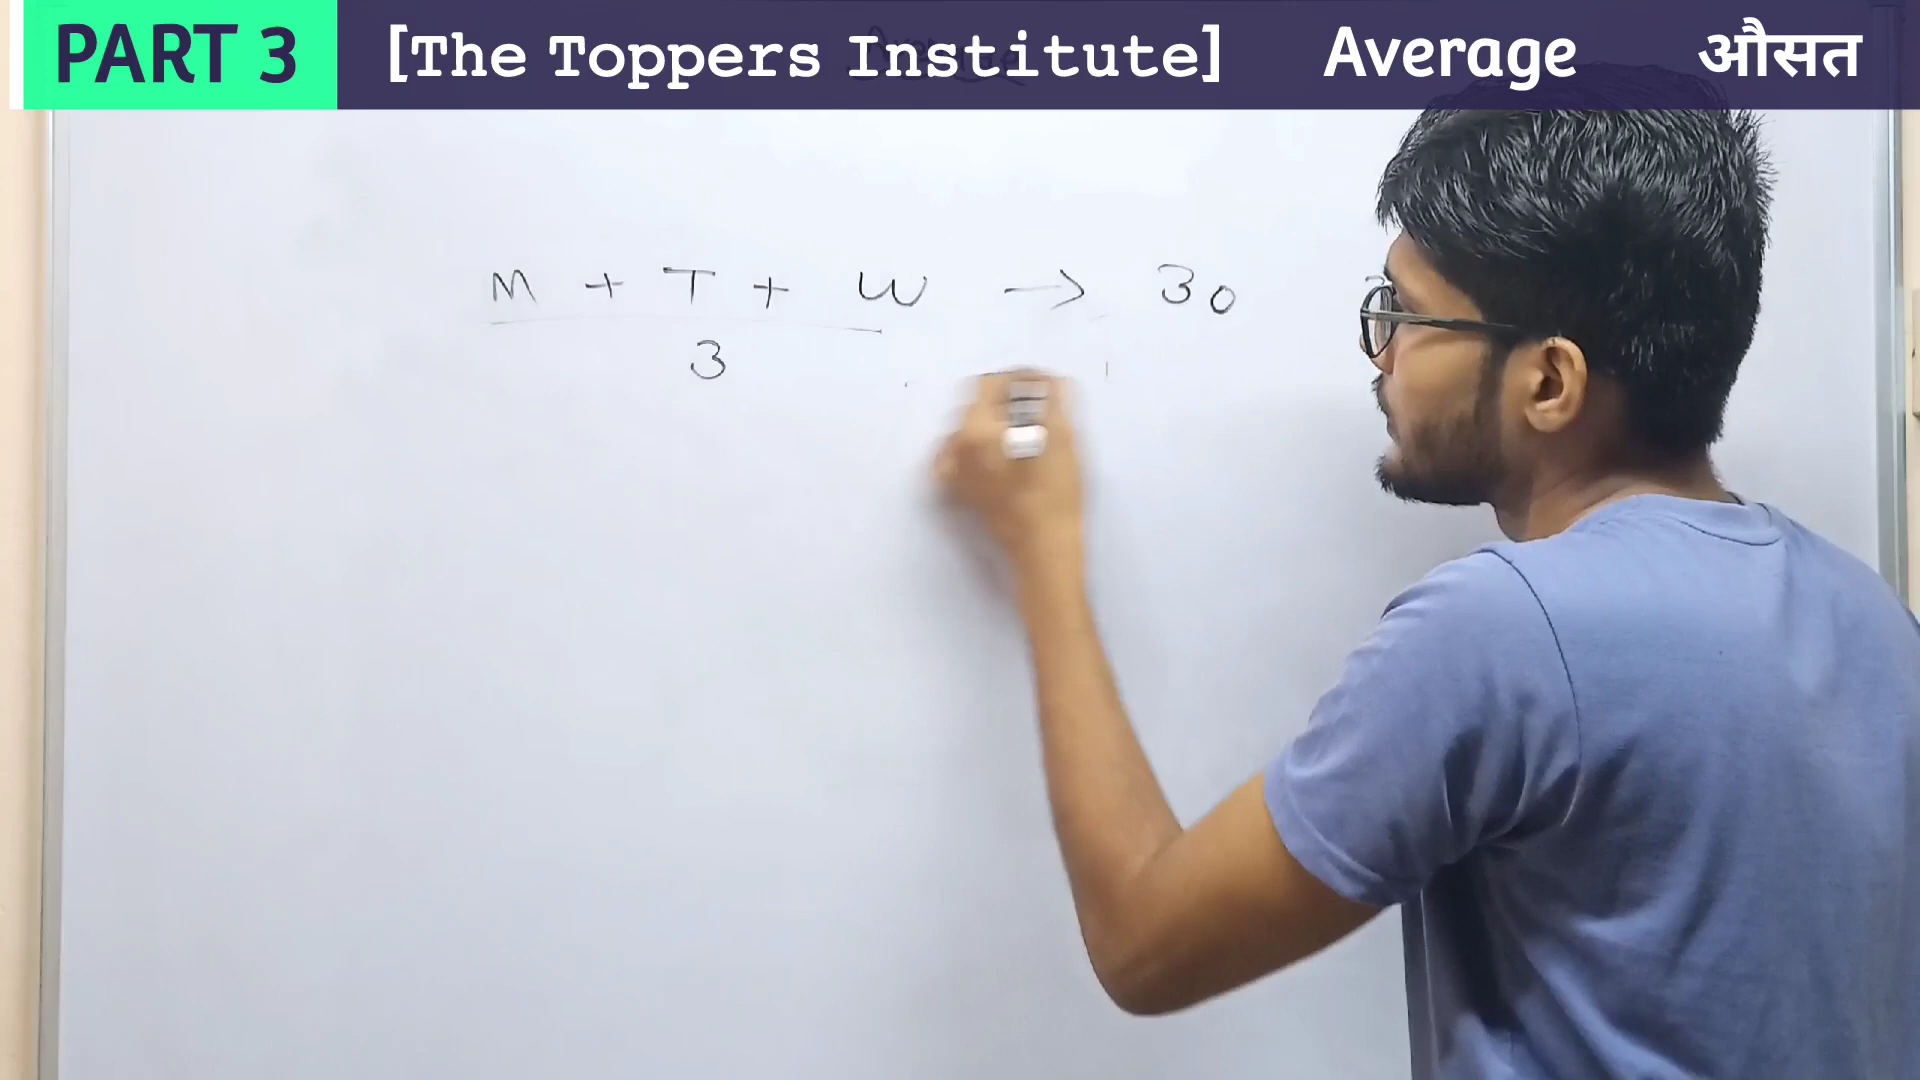 PART 3 [The Toppers Institute] Average औसत
M + T + W → 30
3